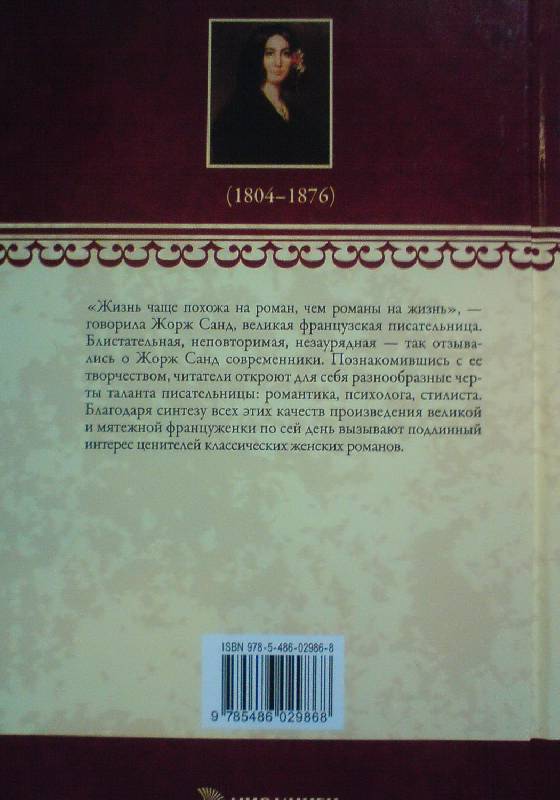 (1804–1876)
«Жизнь чаще похожа на роман, чем романы на жизнь», —
говорила Жорж Санд, великая французская писательница.
Блистательная, неповторимая, незаурядная — так отзыва-
лись о Жорж Санд современники. Познакомившись с ее
творчеством, читатели откроют для себя разнообразные чер-
ты таланта писательницы: романтика, психолога, стилиста.
Благодаря синтезу всех этих качеств произведения великой
и мятежной француженки по сей день вызывают подлинный
интерес ценителей классических женских романов.
ISBN 978-5-486-02986-8
9 785486 029868